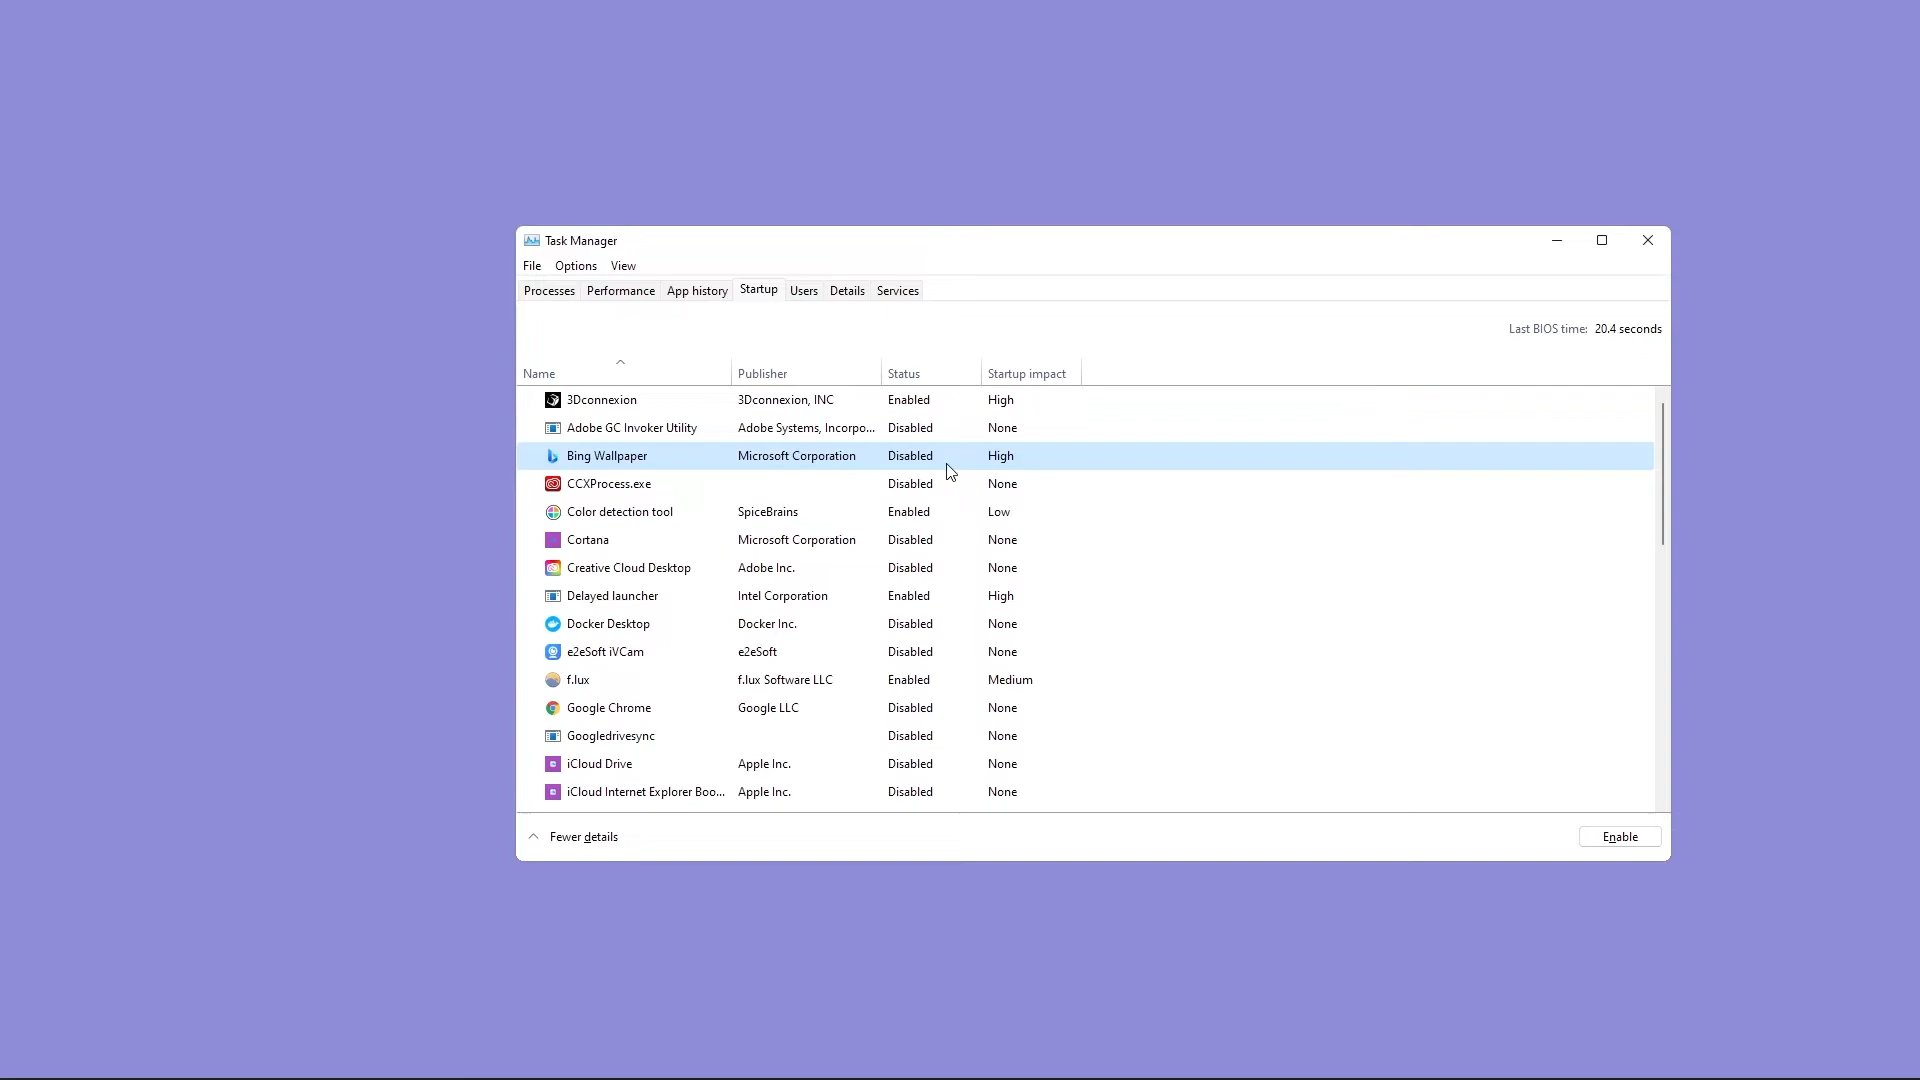 Task Manager
File Options View
Processes Performance App history Startup Users Details Services
Last BIOS time: 20.4 seconds
Name Publisher Status Startup impact
3Dconnexion 3Dconnexion, INC Enabled High
Adobe GC Invoker Utility Adobe Systems, Incorpo... Disabled None
Bing Wallpaper Microsoft Corporation Disabled High
CCXProcess.exe Disabled None
Color detection tool SpiceBrains Enabled Low
Cortana Microsoft Corporation Disabled None
Creative Cloud Desktop Adobe Inc. Disabled None
Delayed launcher Intel Corporation Enabled High
Docker Desktop Docker Inc. Disabled None
e2eSoft iVCam e2eSoft Disabled None
f.lux f.lux Software LLC Enabled Medium
Google Chrome Google LLC Disabled None
Googledrivesync Disabled None
iCloud Drive Apple Inc. Disabled None
iCloud Internet Explorer Boo... Apple Inc. Disabled None
Fewer details Enable